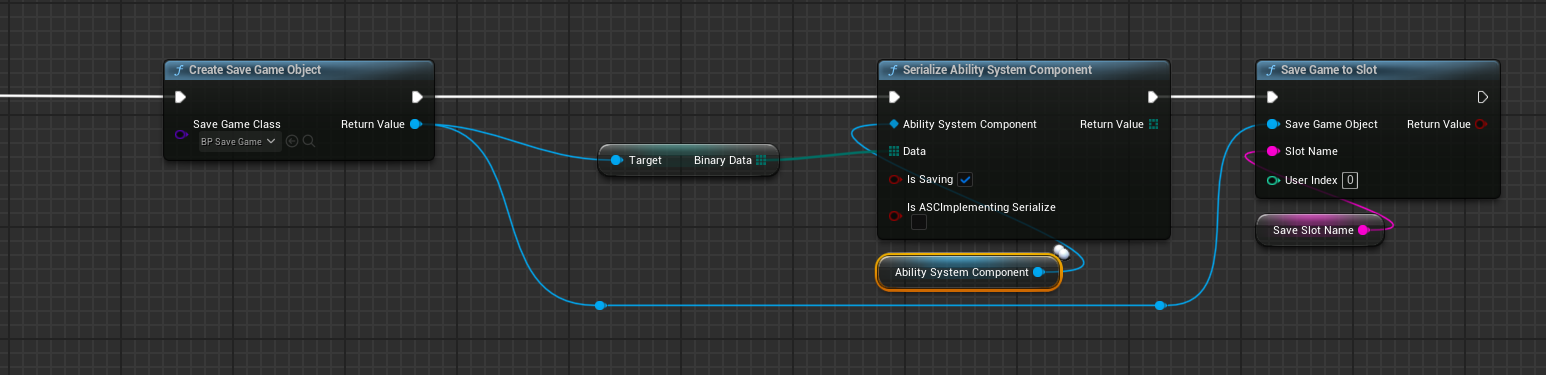 Create Save Game Object
Save Game Class
BP Save Game
Return Value
Target
Binary Data
Serialize Ability System Component
Ability System Component
Return Value
Data
Is Saving
Is ASCImplementing Serialize
Ability System Component
Save Game to Slot
Save Game Object
Return Value
Slot Name
User Index 0
Save Slot Name